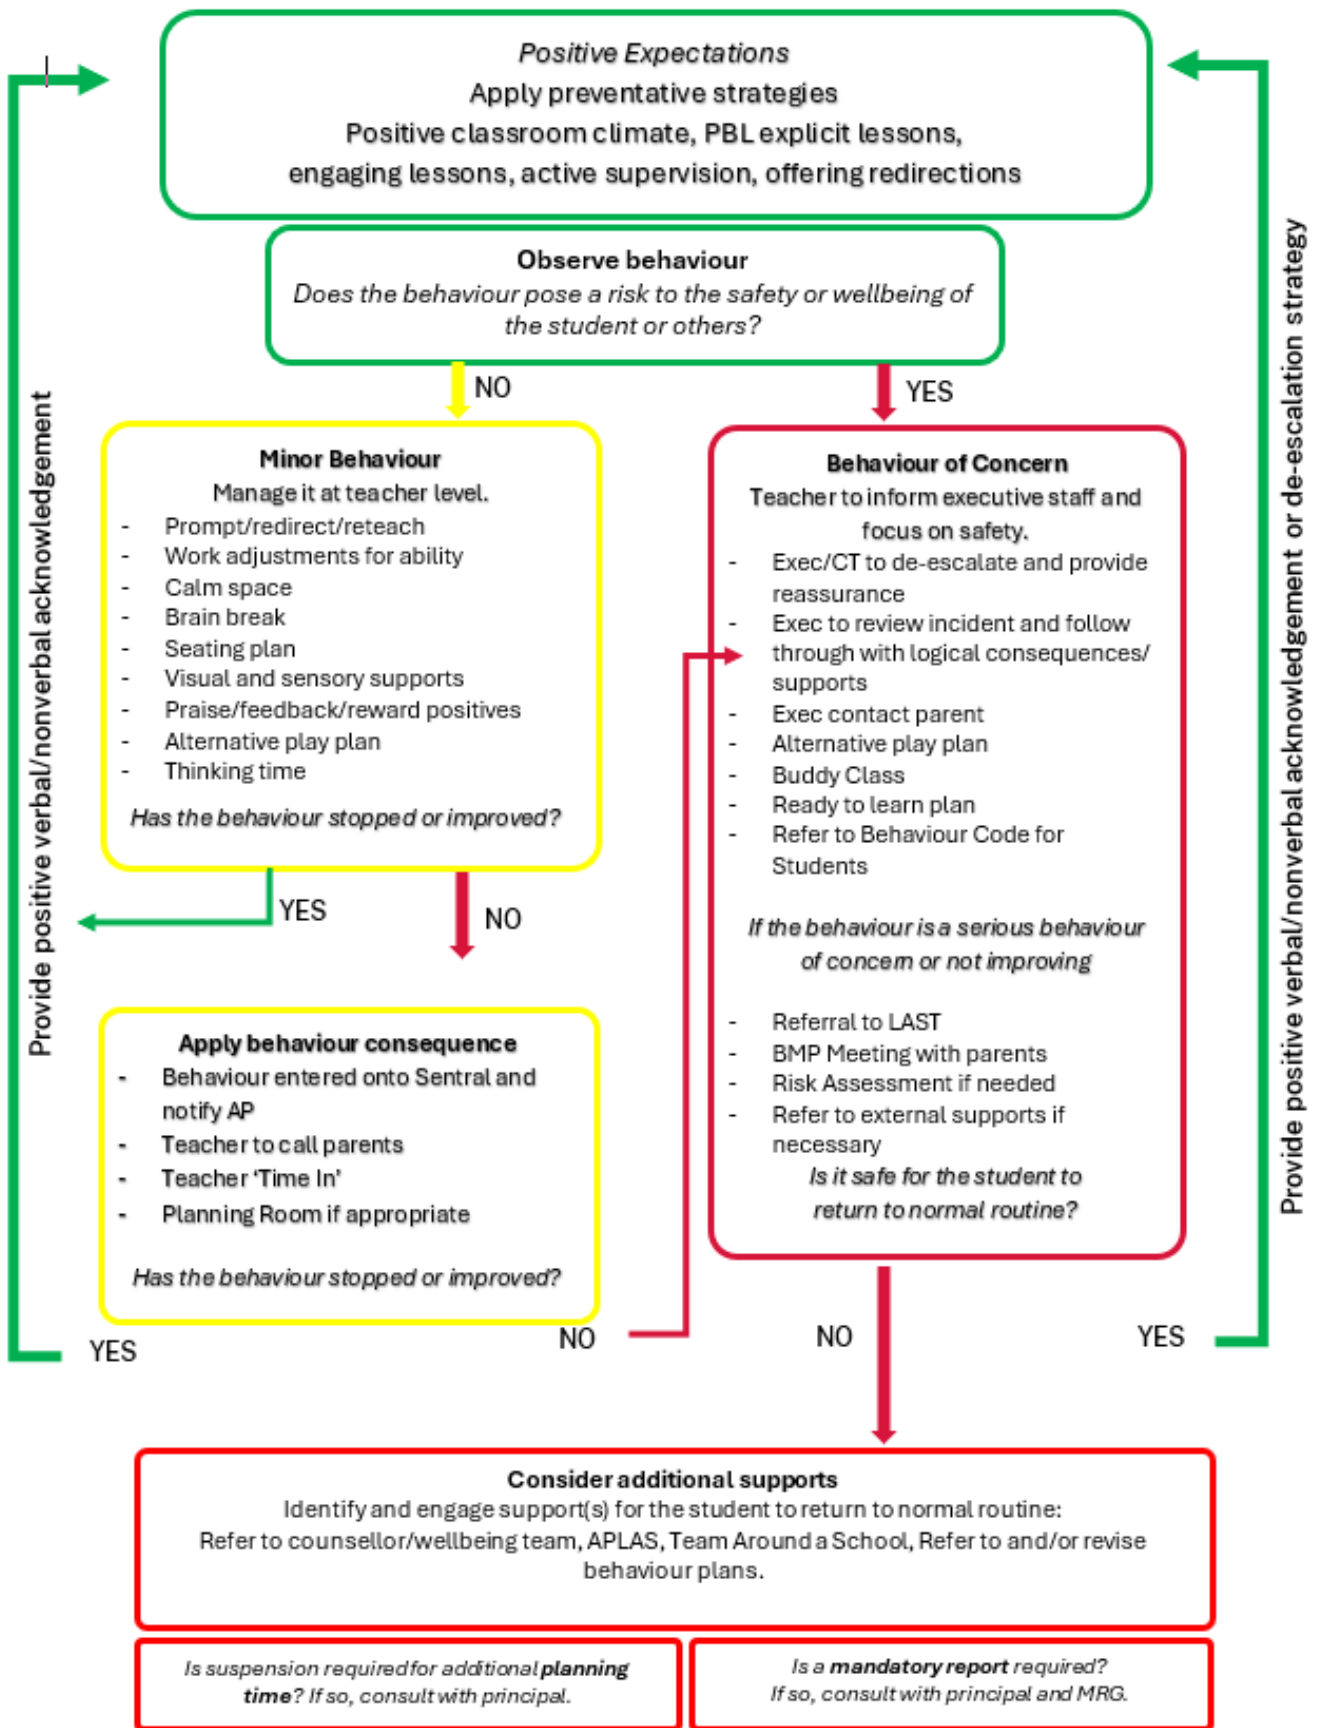 Positive Expectations
Apply preventative strategies
Positive classroom climate, PBL explicit lessons,
engaging lessons, active supervision, offering redirections
Observe behaviour
Does the behaviour pose a risk to the safety or wellbeing of
the student or others?
NO
YES
Minor Behaviour
Manage it at teacher level.
- Prompt/redirect/reteach
- Work adjustments for ability
- Calm space
- Brain break
- Seating plan
- Visual and sensory supports
- Praise/feedback/reward positives
- Alternative play plan
- Thinking time
Has the behaviour stopped or improved?
YES
NO
Apply behaviour consequence
- Behaviour entered onto Sentral and
notify AP
- Teacher to call parents
- Teacher ‘Time In’
- Planning Room if appropriate
Has the behaviour stopped or improved?
YES
NO
Behaviour of Concern
Teacher to inform executive staff and
focus on safety.
- Exec/CT to de-escalate and provide
reassurance
- Exec to review incident and follow
through with logical consequences/
supports
- Exec contact parent
- Alternative play plan
- Buddy Class
- Ready to learn plan
- Refer to Behaviour Code for
Students
If the behaviour is a serious behaviour
of concern or not improving
- Referral to LAST
- BMP Meeting with parents
- Risk Assessment if needed
- Refer to external supports if
necessary
Is it safe for the student to
return to normal routine?
NO
YES
Provide positive verbal/nonverbal acknowledgement
Provide positive verbal/nonverbal acknowledgement or de-escalation strategy
Consider additional supports
Identify and engage support(s) for the student to return to normal routine:
Refer to counsellor/wellbeing team, APLAS, Team Around a School, Refer to and/or revise
behaviour plans.
Is suspension required for additional planning
time? If so, consult with principal.
Is a mandatory report required?
If so, consult with principal and MRG.